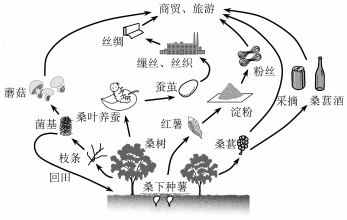 商贸、旅游
丝绸
缫丝、丝织
粉丝
蘑菇
蚕茧
采摘
桑葚酒
桑叶养蚕
淀粉
菌基
红薯
桑树
桑葚
枝条
回田
桑下种薯